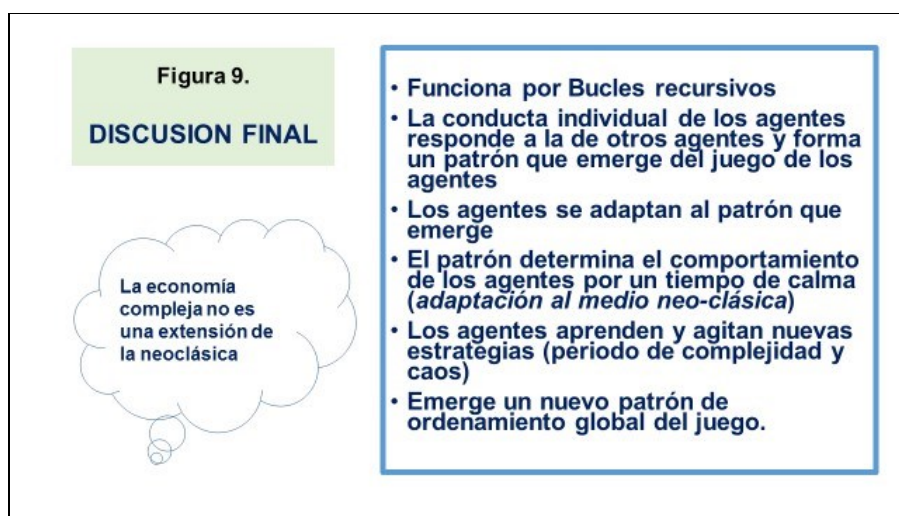 Figura 9.
DISCUSION FINAL
La economía
compleja no es
una extensión de
la neoclásica
• Funciona por Bucles recursivos
• La conducta individual de los agentes
responde a la de otros agentes y forma
un patrón que emerge del juego de los
agentes
• Los agentes se adaptan al patrón que
emerge
• El patrón determina el comportamiento
de los agentes por un tiempo de calma
(adaptación al medio neo-clásica)
• Los agentes aprenden y agitan nuevas
estrategias (periodo de complejidad y
caos)
• Emerge un nuevo patrón de
ordenamiento global del juego.